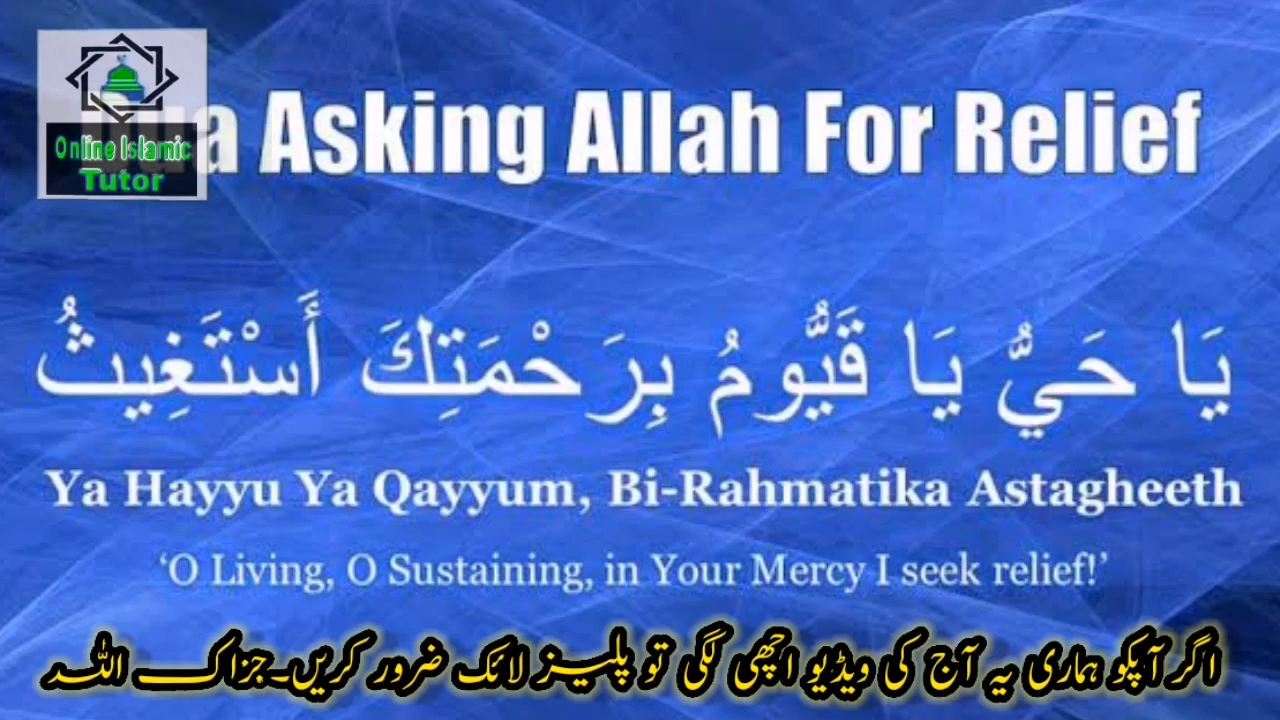 Online Islamic
Tutor
Asking Allah For Relief
يَا حَيُّ يَا قَيُّومُ بِرَحْمَتِكَ أَسْتَغِيثُ
Ya Hayyu Ya Qayyum, Bi-Rahmatika Astagheeth
‘O Living, O Sustaining, in Your Mercy I seek relief!’
اگر آپکو ہماری یہ آج کی ویڈیو اچھی لگی تو پلیز لائک ضرور کریں۔جزاک اللہ